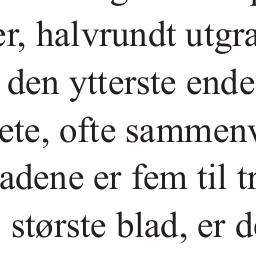 er, halvrundt utgra
den ytterste ende
ete, ofte sammenv
adene er fem til tr
største blad, er de